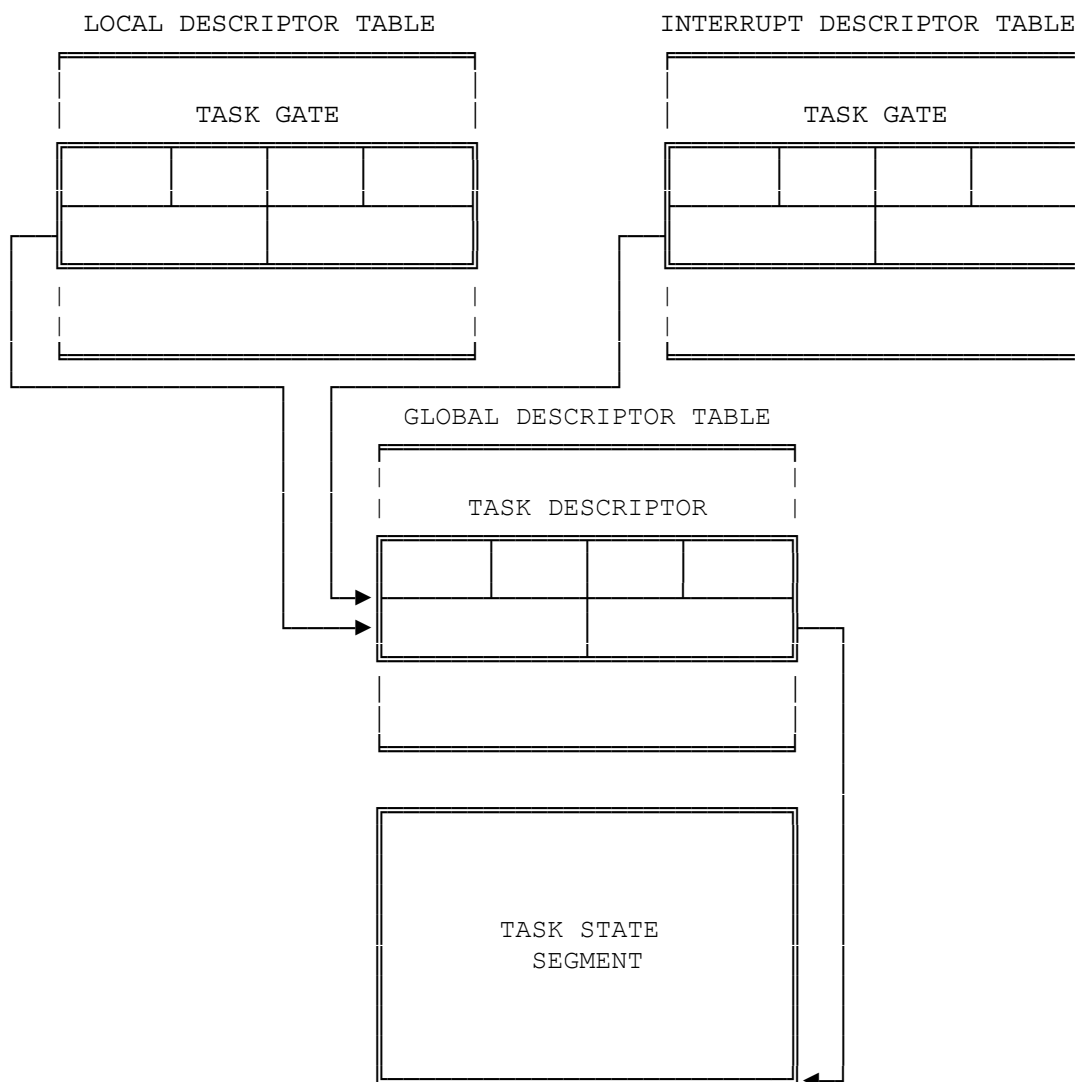 LOCAL DESCRIPTOR TABLE
INTERRUPT DESCRIPTOR TABLE
TASK GATE
TASK GATE
GLOBAL DESCRIPTOR TABLE
TASK DESCRIPTOR
TASK STATE
SEGMENT